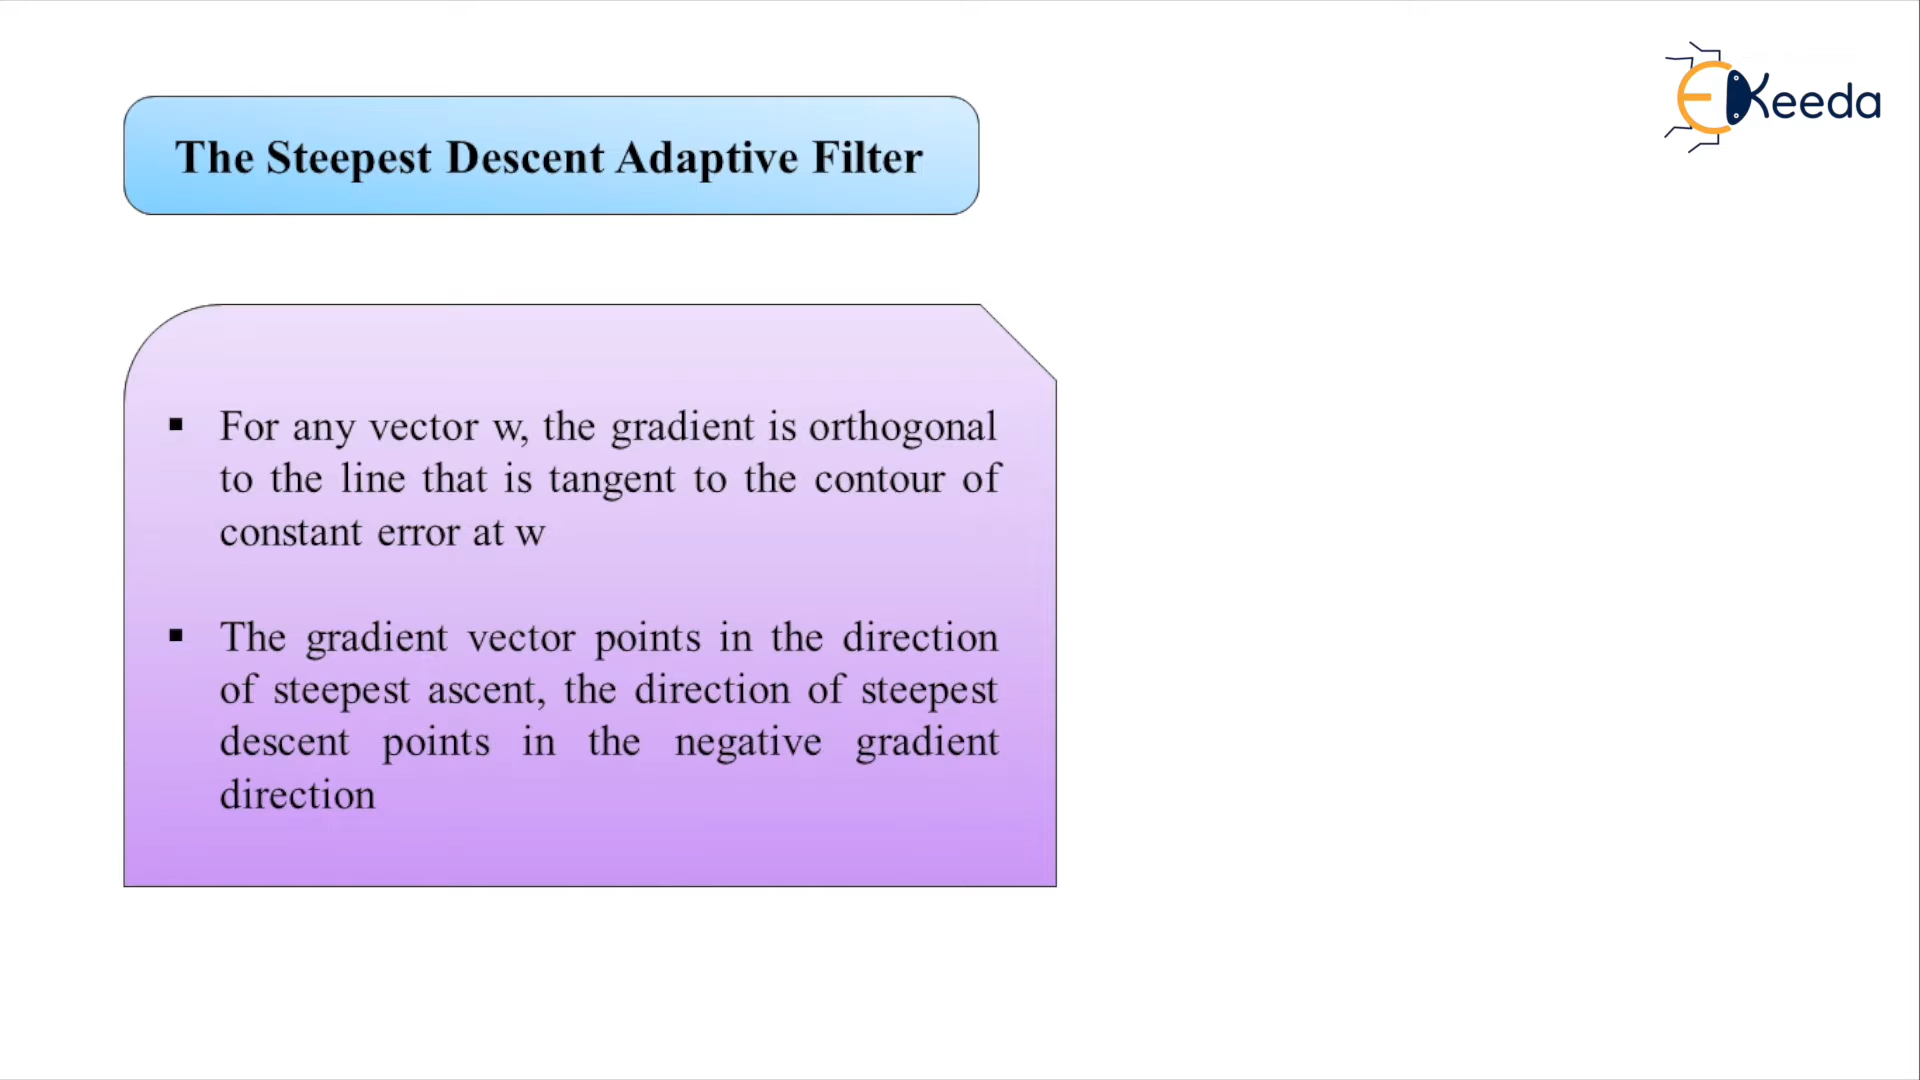 EKeeda
The Steepest Descent Adaptive Filter
▪ For any vector w, the gradient is orthogonal
to the line that is tangent to the contour of
constant error at w
▪ The gradient vector points in the direction
of steepest ascent, the direction of steepest
descent points in the negative gradient
direction